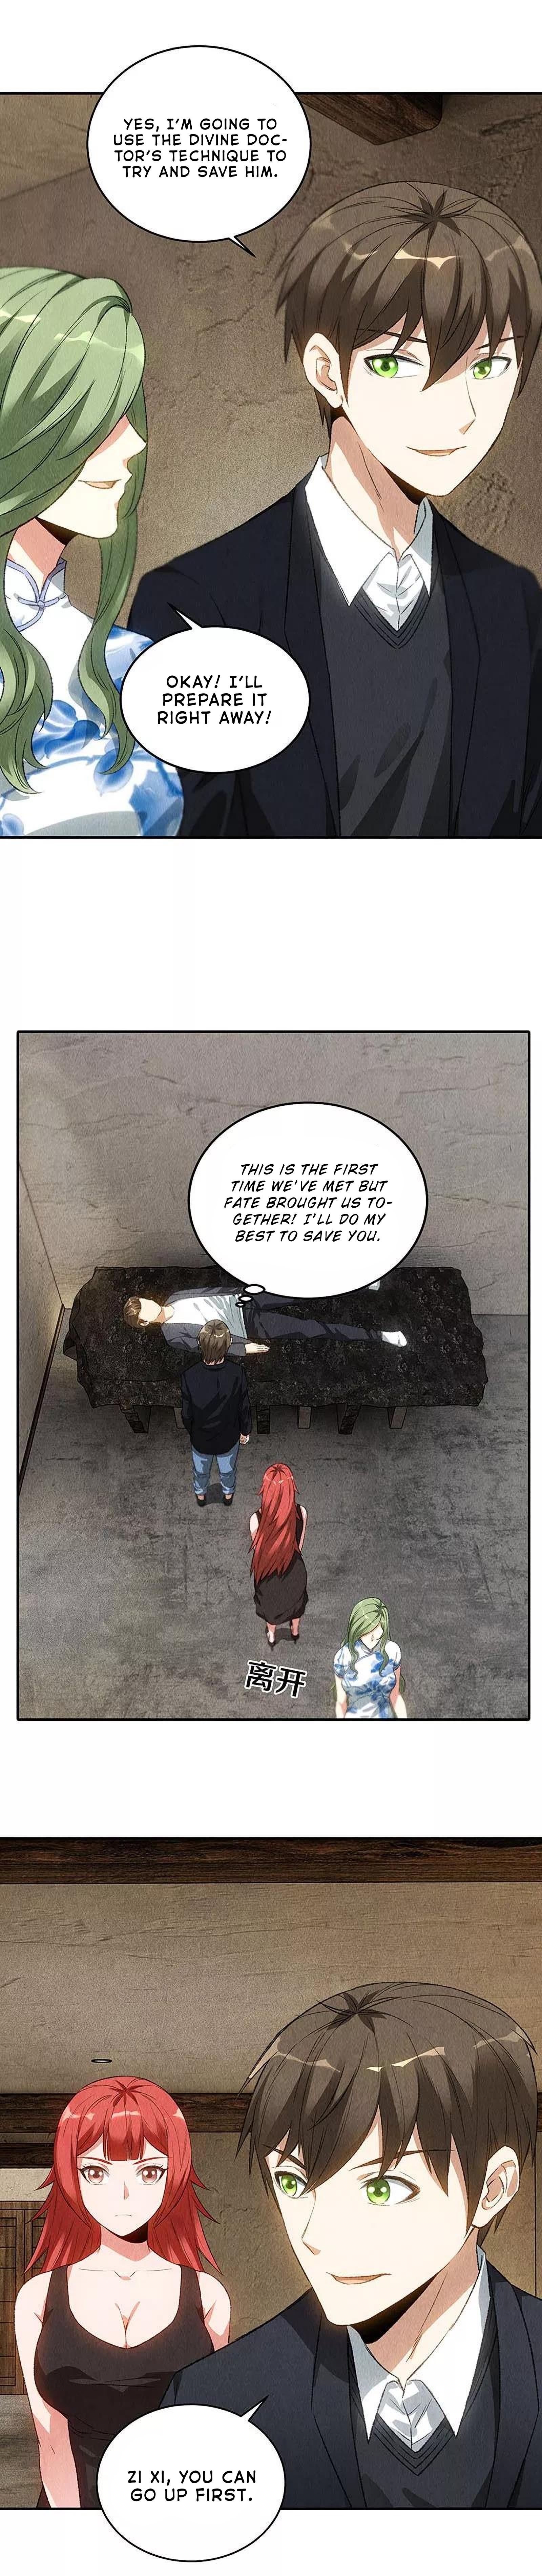 YES, I'M GOING TO
USE THE DIVINE DOC-
TOR'S TECHNIQUE TO
TRY AND SAVE HIM.
OKAY! I'LL
PREPARE IT
RIGHT AWAY!
THIS IS THE FIRST
TIME WE'VE MET BUT
FATE BROUGHT US TO-
GETHER! I'LL DO MY
BEST TO SAVE YOU.
离开
ZI XI, YOU CAN
GO UP FIRST.